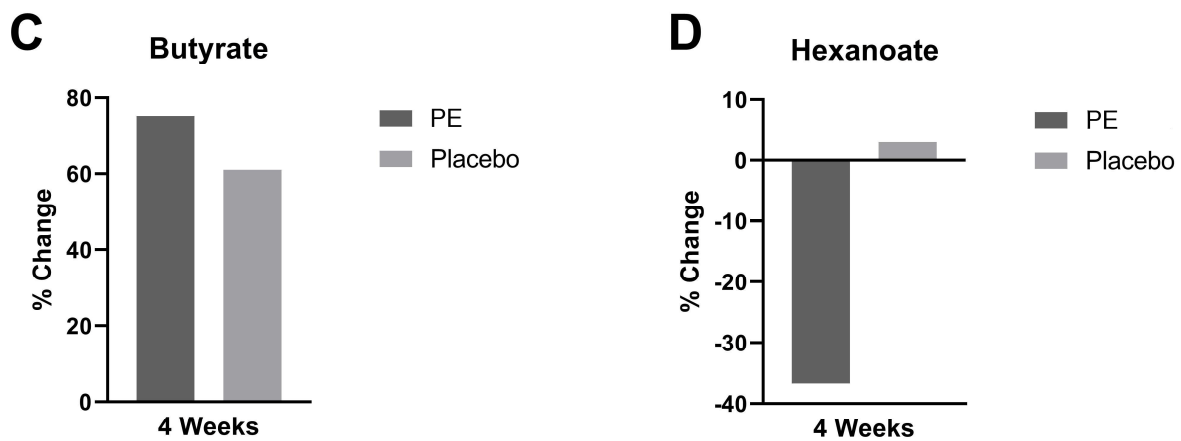 C
Butyrate
80
60
40
20
0
% Change
4 Weeks
PE
Placebo
D
Hexanoate
10
0
-10
-20
-30
-40
% Change
4 Weeks
PE
Placebo